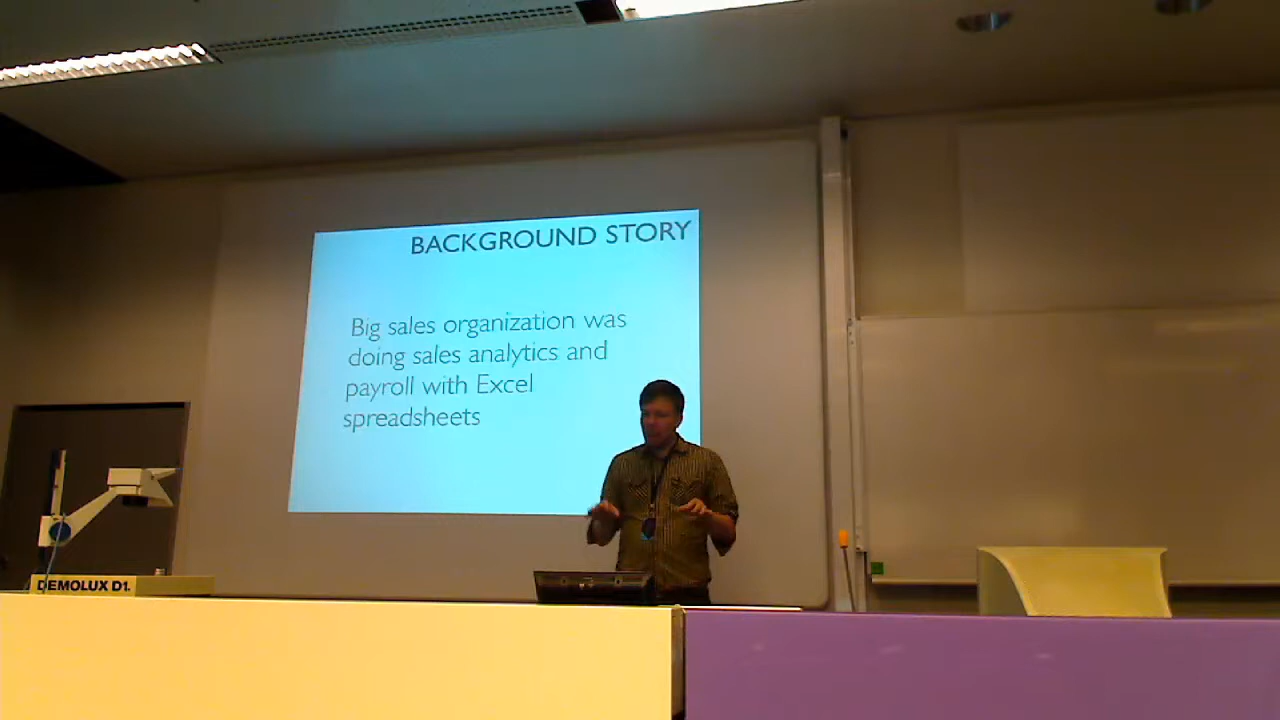 BACKGROUND STORY
Big sales organization was
doing sales analytics and
payroll with Excel
spreadsheets
DEMOLUX D1.